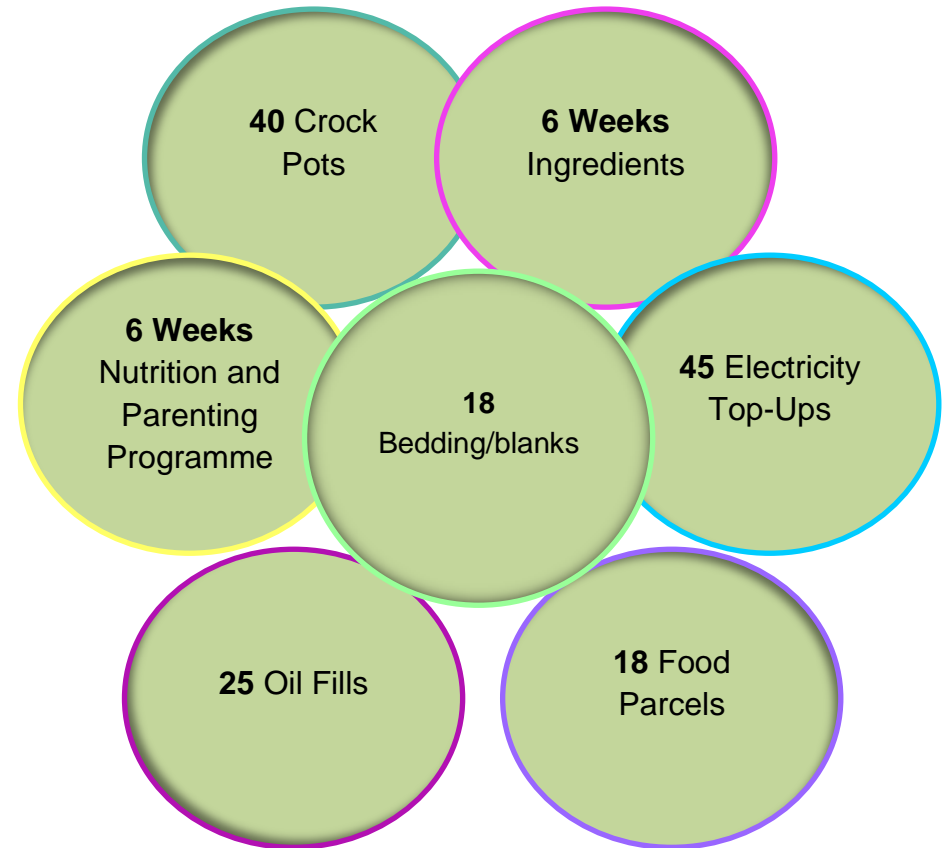 40 Crock
Pots
6 Weeks
Ingredients
6 Weeks
Nutrition and
Parenting
Programme
18
Bedding/blanks
45 Electricity
Top-Ups
25 Oil Fills
18 Food
Parcels